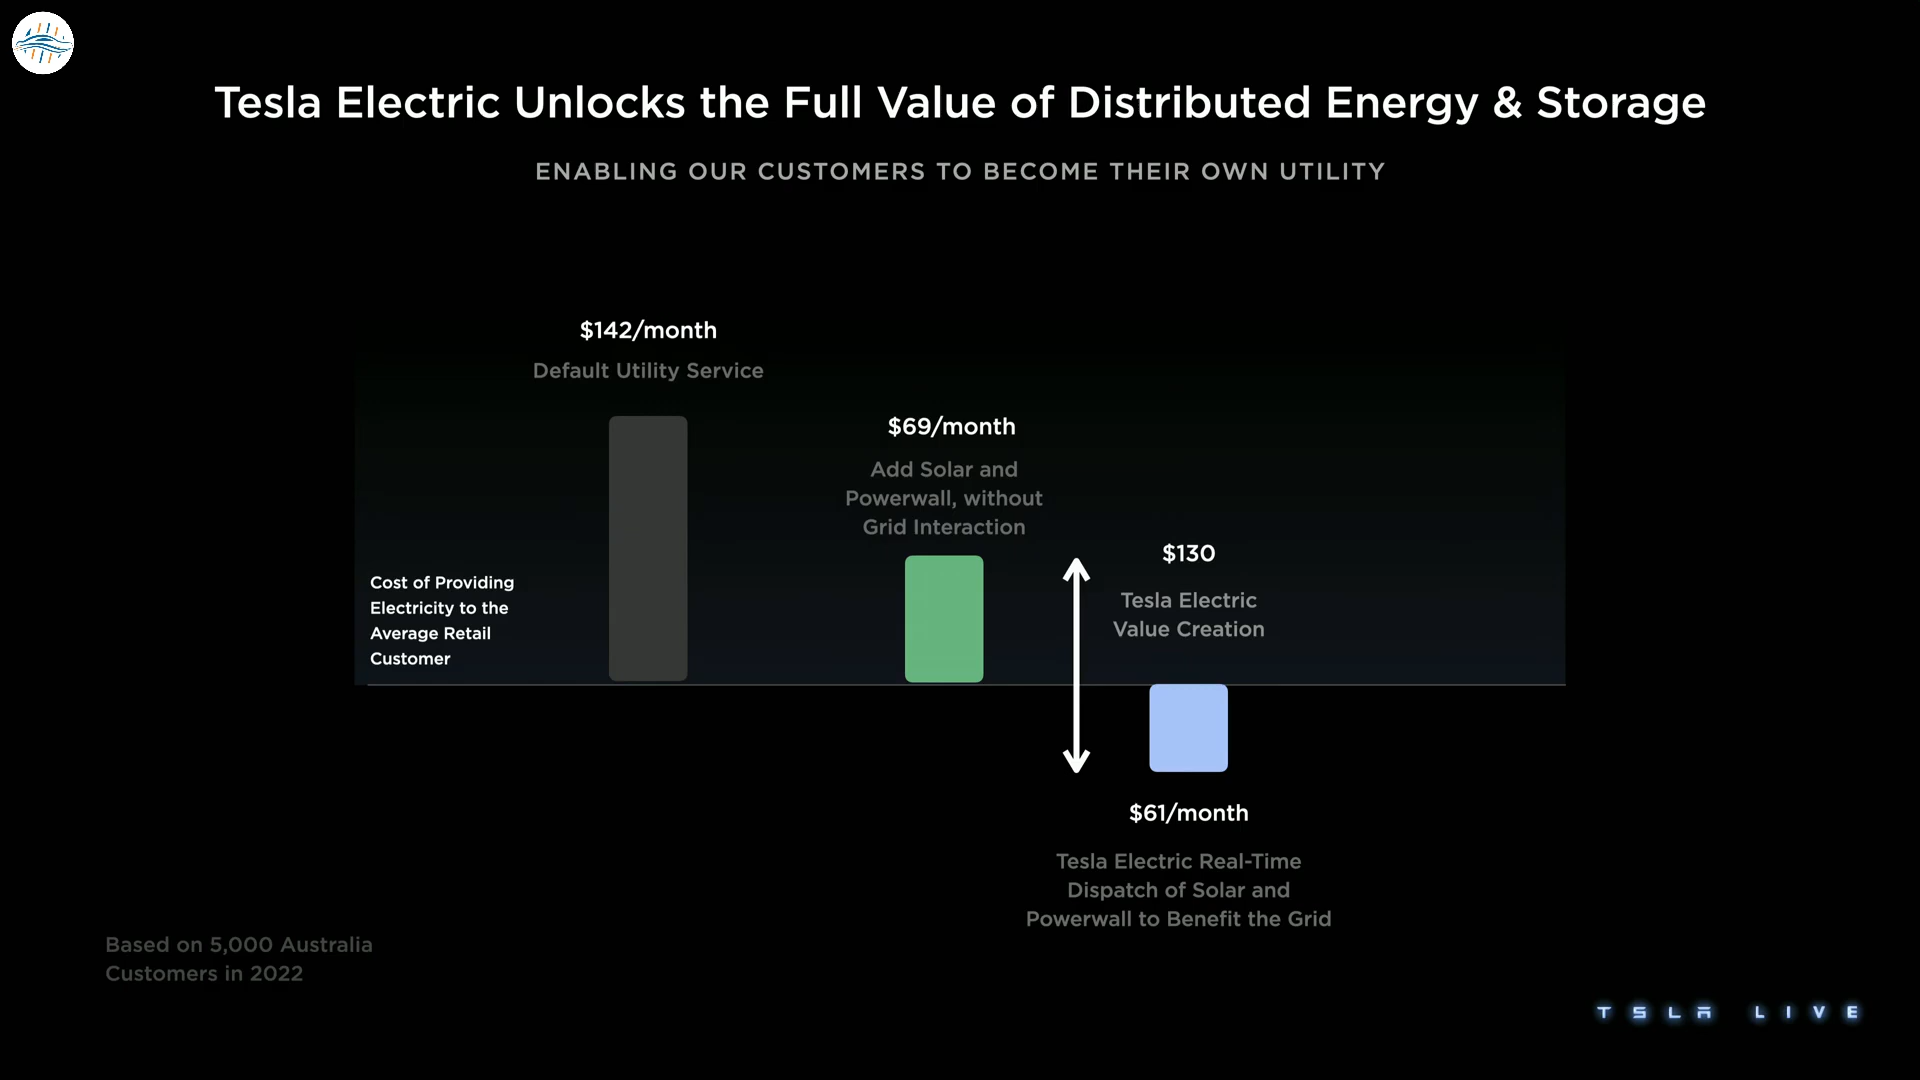 Tesla Electric Unlocks the Full Value of Distributed Energy & Storage
ENABLING OUR CUSTOMERS TO BECOME THEIR OWN UTILITY
$142/month
Default Utility Service
$69/month
Add Solar and
Powerwall, without
Grid Interaction
$130
Tesla Electric
Value Creation
Cost of Providing
Electricity to the
Average Retail
Customer
$61/month
Tesla Electric Real-Time
Dispatch of Solar and
Powerwall to Benefit the Grid
Based on 5,000 Australia
Customers in 2022
TSLA LIVE